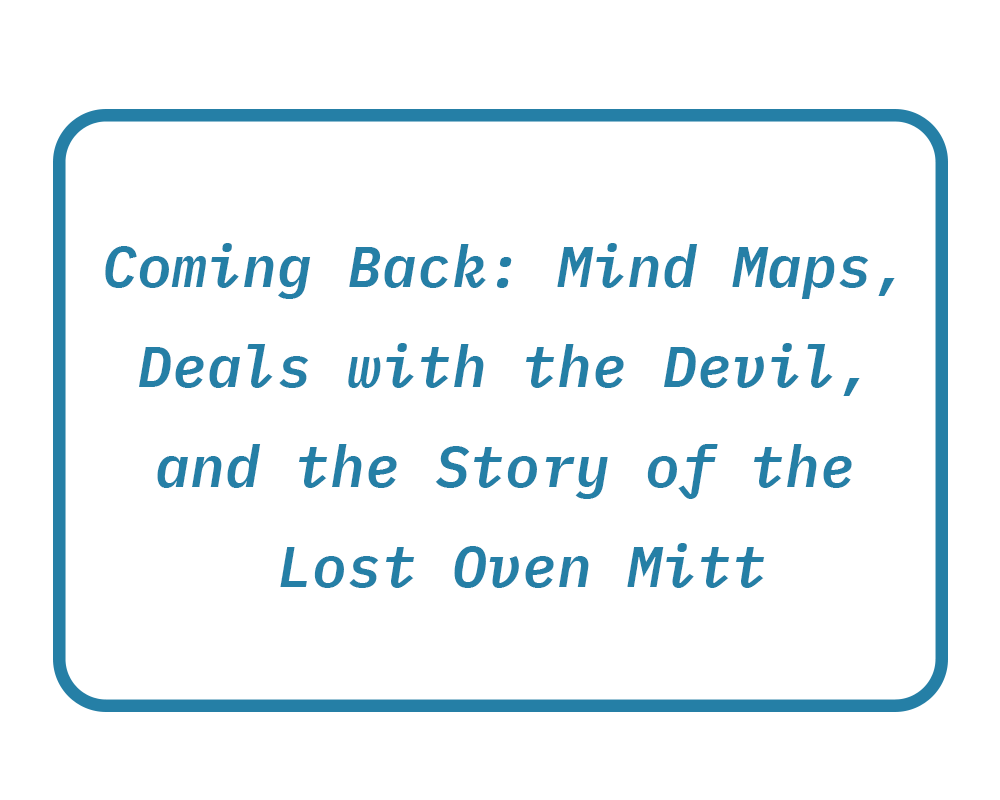 Coming Back: Mind Maps,
Deals with the Devil,
and the Story of the
Lost Oven Mitt